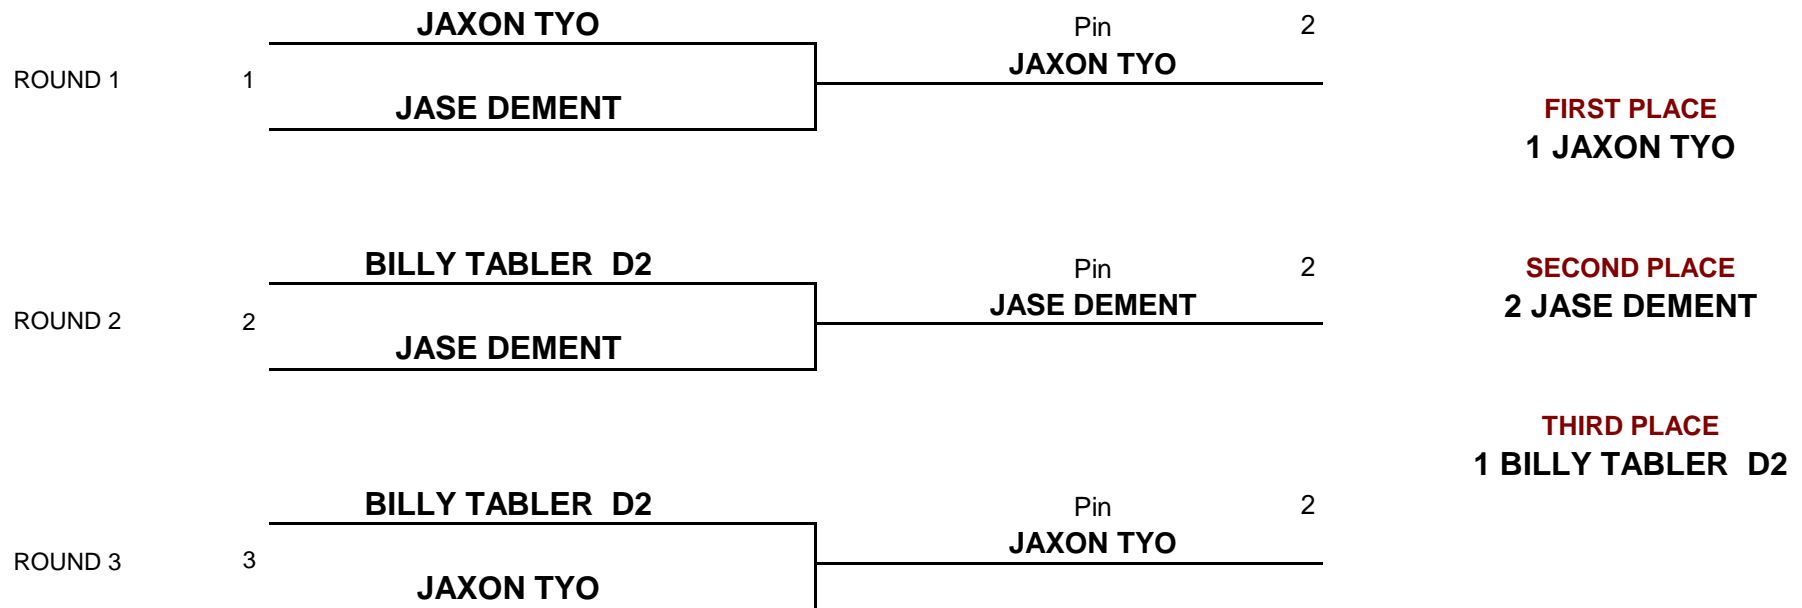 JAXON TYO
Pin 2
JAXON TYO
ROUND 1 1
JASE DEMENT
FIRST PLACE
1 JAXON TYO
BILLY TABLER D2
Pin 2
JASE DEMENT
ROUND 2 2
JASE DEMENT
SECOND PLACE
2 JASE DEMENT
THIRD PLACE
1 BILLY TABLER D2
BILLY TABLER D2
Pin 2
JAXON TYO
ROUND 3 3
JAXON TYO